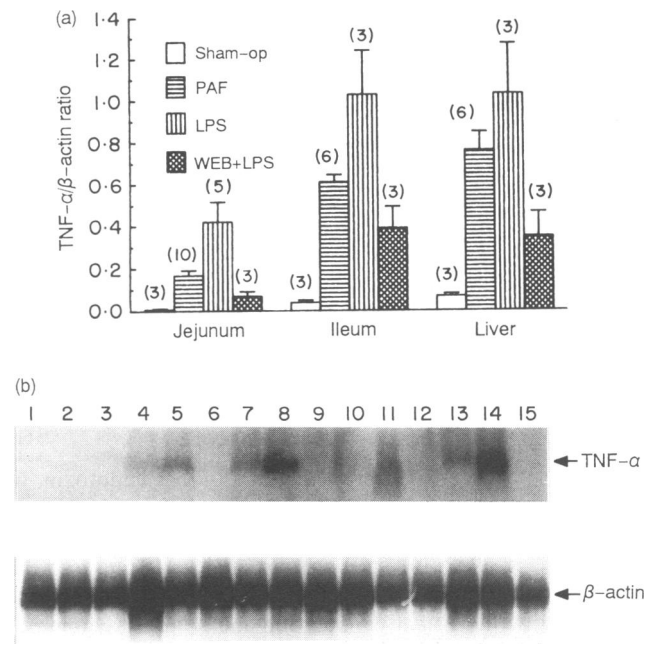 (a)
TNF-α/β-actin ratio
1·4
1·2
1·0
0·8
0·6
0·4
0·2
0·0
Sham-op
PAF
LPS
WEB+LPS
(3) (10) (5) (3)
(3) (6) (3) (3)
(3) (6) (3) (3)
Jejunum Ileum Liver
(b)
1 2 3 4 5 6 7 8 9 10 11 12 13 14 15
TNF-α
β-actin